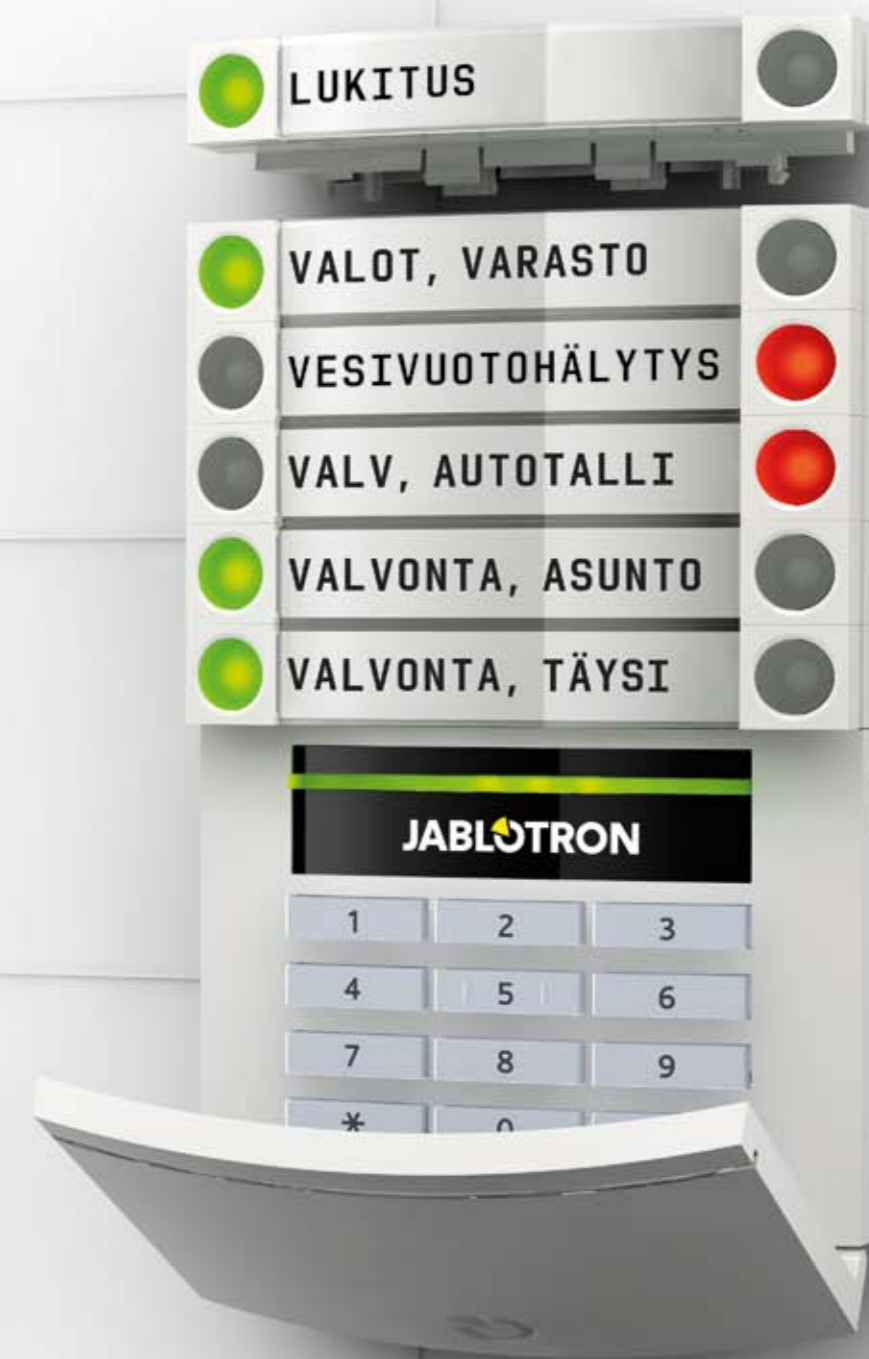 LUKITUS
VALOT, VARASTO
VESIVUOTOHÄLYTYS
VALV, AUTOTALLI
VALVONTA, ASUNTO
VALVONTA, TÄYSI
JABLOTRON
1 2 3
4 5 6
7 8 9
* 0